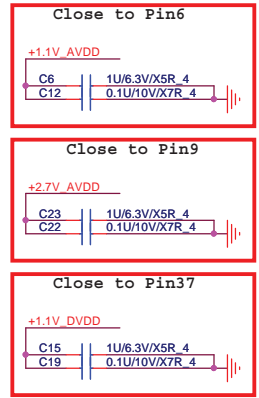 Close to Pin6
+1.1V_AVDD
C6 1U/6.3V/X5R_4
C12 0.1U/10V/X7R_4
Close to Pin9
+2.7V_AVDD
C23 1U/6.3V/X5R_4
C22 0.1U/10V/X7R_4
Close to Pin37
+1.1V_DVDD
C15 1U/6.3V/X5R_4
C19 0.1U/10V/X7R_4